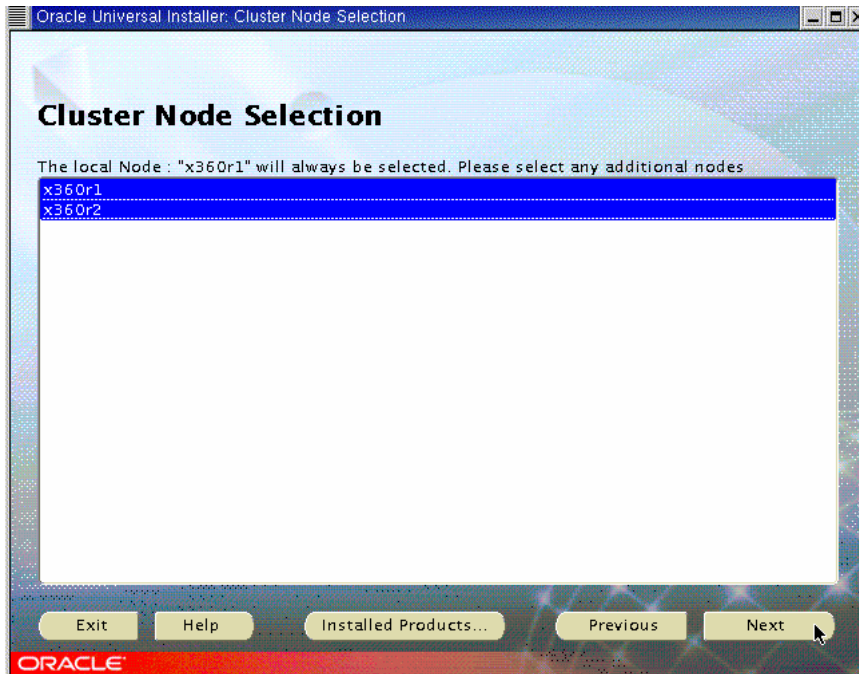 Oracle Universal Installer: Cluster Node Selection
Cluster Node Selection
The local Node : "x360r1" will always be selected. Please select any additional nodes
x360r1
x360r2
Exit Help Installed Products... Previous Next
ORACLE